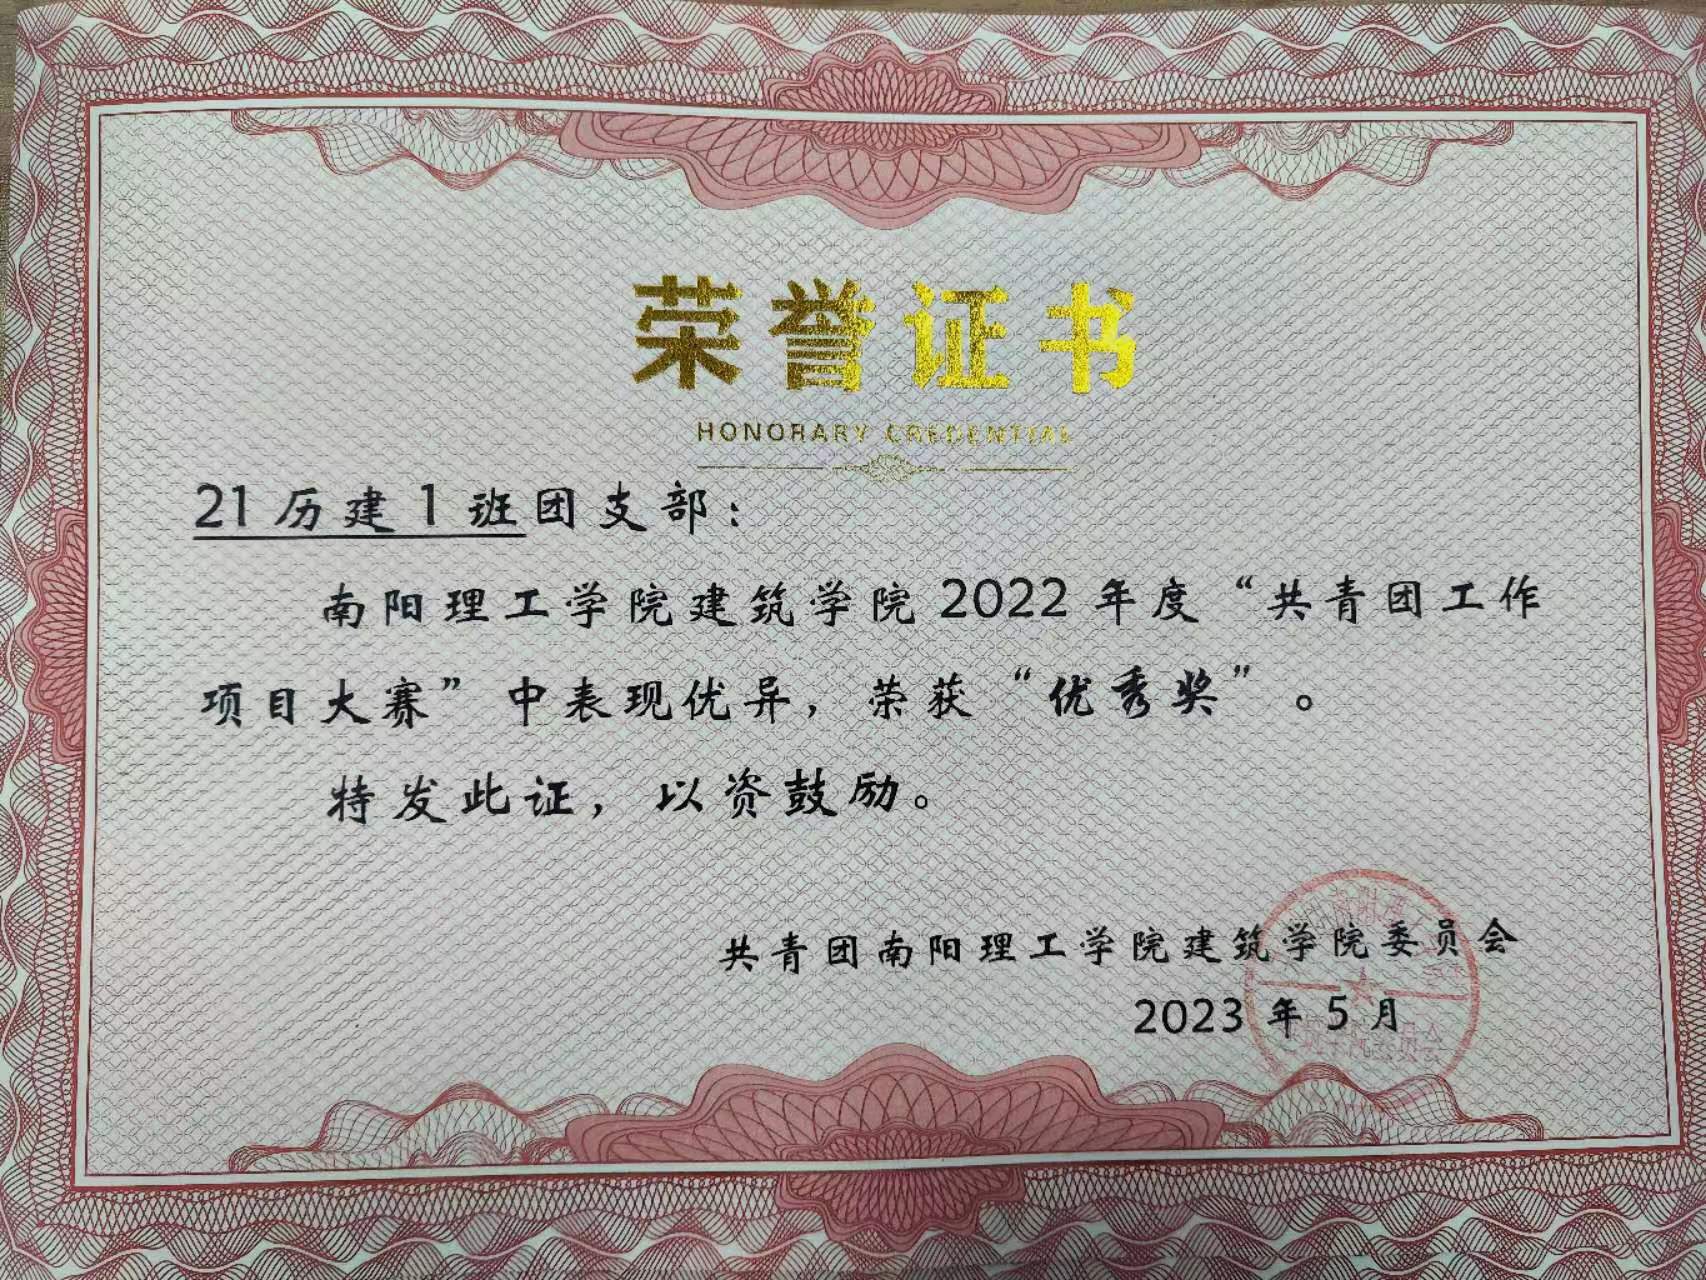 荣誉证书
HONORARY CREDENTIAL
21历建1班团支部：
南阳理工学院建筑学院2022年度“共青团工作
项目大赛”中表现优异，荣获“优秀奖”。
特发此证，以资鼓励。
共青团南阳理工学院建筑学院委员会
2023年5月